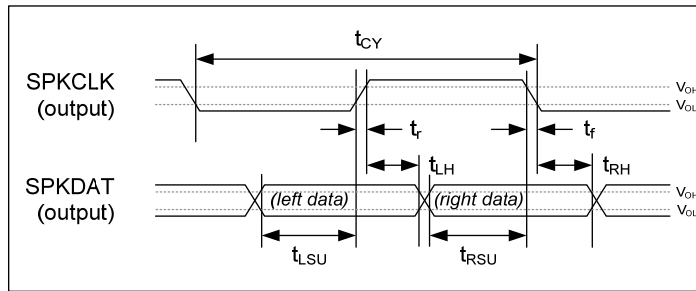 tCY
SPKCLK
(output)
VOH
VOL
tr
tf
tLH
tRH
SPKDAT
(output)
(left data)
(right data)
VOH
VOL
tLSU
tRSU